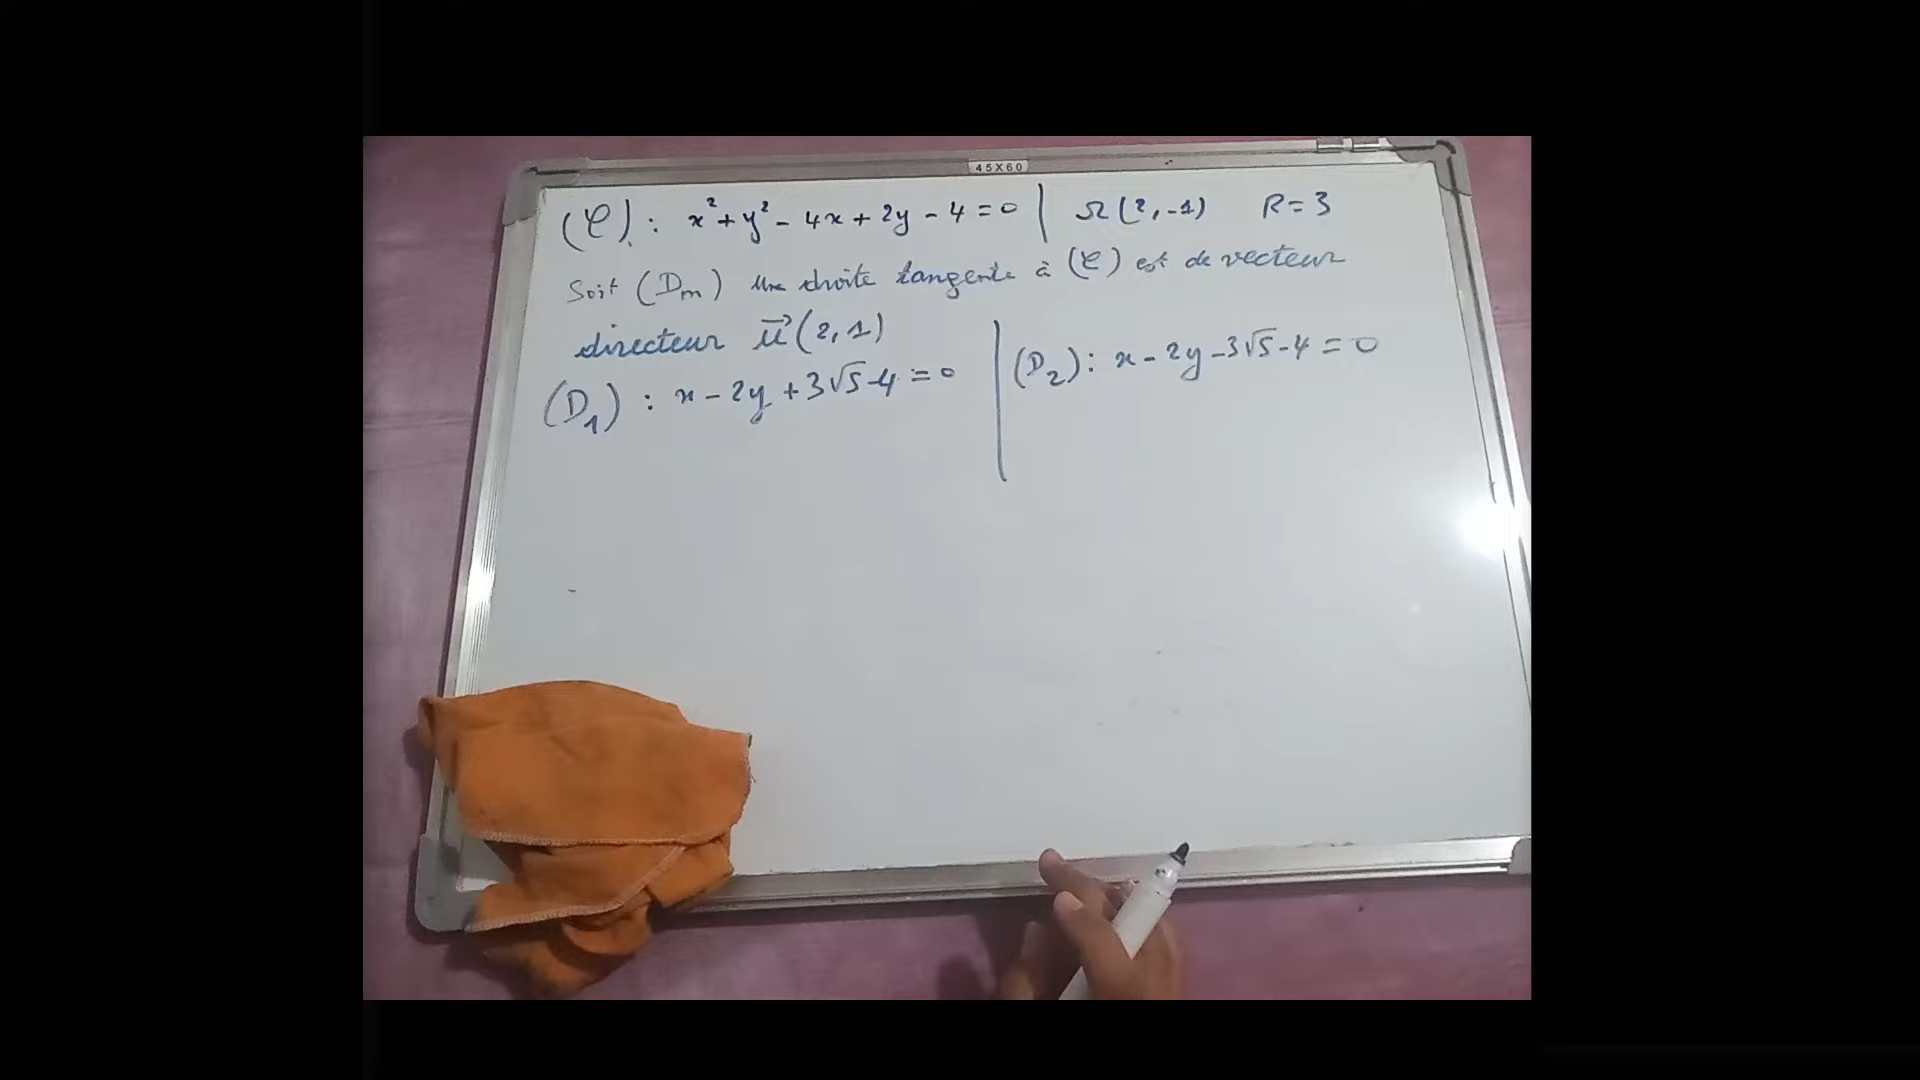 45X60
(C) : x² + y² - 4x + 2y - 4 = 0 | Ω(2, -1) R = 3
Soit (Dm) une droite tangente à (C) est de vecteur
directeur u⃗(2, 1)
(D₁) : x - 2y + 3√5 - 4 = 0 | (D₂) : x - 2y - 3√5 - 4 = 0